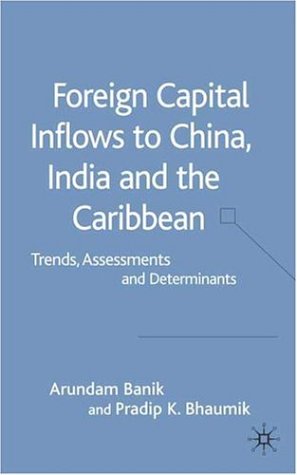 Foreign Capital
Inflows to China,
India and the
Caribbean
Trends, Assessments
and Determinants
Arundam Banik
and Pradip K. Bhaumik